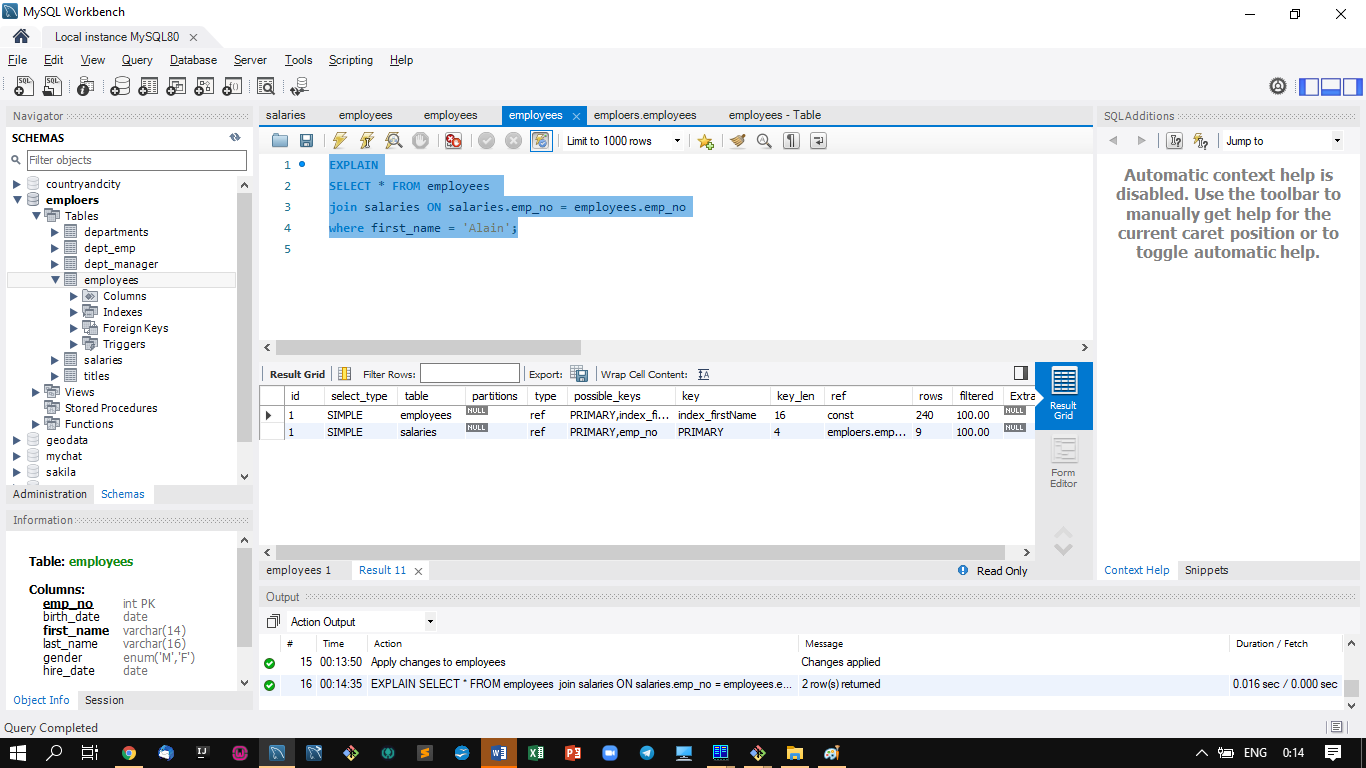 MySQL Workbench
Local instance MySQL80
File Edit View Query Database Server Tools Scripting Help
Navigator
SCHEMAS
Filter objects
countryandcity
emploers
Tables
departments
dept_emp
dept_manager
employees
Columns
Indexes
Foreign Keys
Triggers
salaries
titles
Views
Stored Procedures
Functions
geodata
mychat
sakila
Administration Schemas
Information
Table: employees
Columns:
emp_no int PK
birth_date date
first_name varchar(14)
last_name varchar(16)
gender enum('M','F')
hire_date date
Object Info Session
salaries employees employees employees emploers.employees employees - Table
Limit to 1000 rows
1 EXPLAIN
2 SELECT * FROM employees
3 join salaries ON salaries.emp_no = employees.emp_no
4 where first_name = 'Alain';
5
Result Grid Filter Rows: Export: Wrap Cell Content: IA
id select_type table partitions type possible_keys key key_len ref rows filtered Extra
1 SIMPLE employees NULL ref PRIMARY,index_fi... index_firstName 16 const 240 100.00 NULL
1 SIMPLE salaries NULL ref PRIMARY,emp_no PRIMARY 4 emploers.emp... 9 100.00 NULL
Result
Grid
Form
Editor
employees 1 Result 11 Read Only
SQLAdditions
Jump to
Automatic context help is
disabled. Use the toolbar to
manually get help for the
current caret position or to
toggle automatic help.
Context Help Snippets
Output
Action Output
# Time Action Message Duration / Fetch
15 00:13:50 Apply changes to employees Changes applied
16 00:14:35 EXPLAIN SELECT * FROM employees join salaries ON salaries.emp_no = employees.e... 2 row(s) returned 0.016 sec / 0.000 sec
Query Completed
ENG 0:14